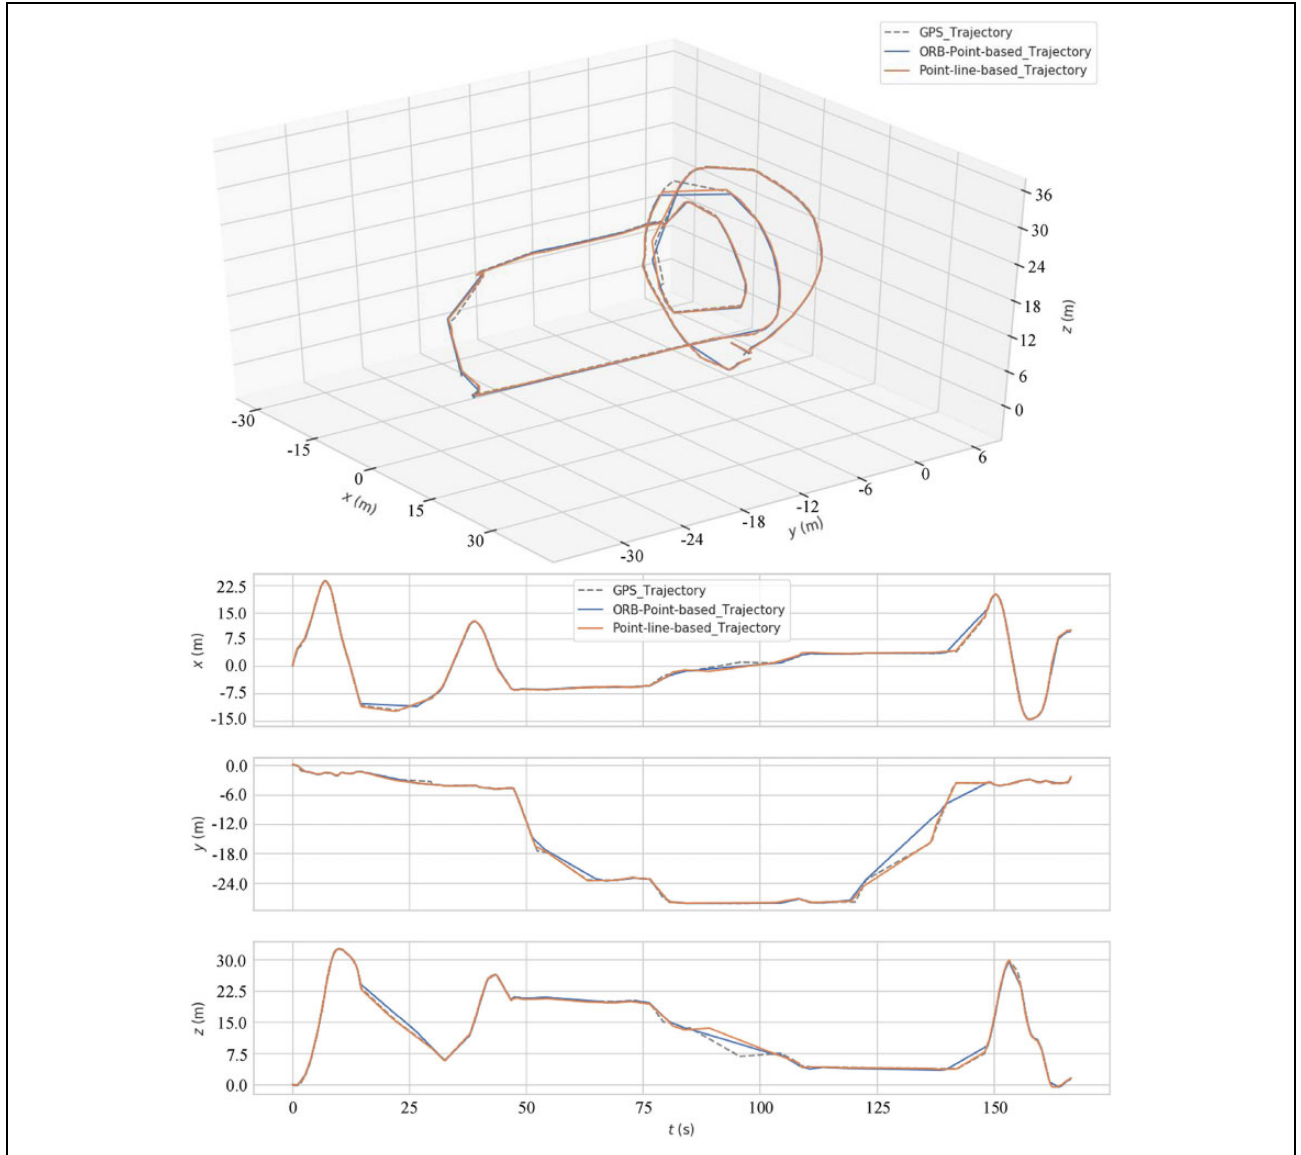 GPS_Trajectory
ORB-Point-based_Trajectory
Point-line-based_Trajectory
36
30
24
18
12
6
0
z (m)
-30
-15
0
15
30
x (m)
6
0
-6
-12
-18
-24
-30
y (m)
GPS_Trajectory
ORB-Point-based_Trajectory
Point-line-based_Trajectory
22.5
15.0
7.5
0.0
-7.5
-15.0
x (m)
0.0
-6.0
-12.0
-18.0
-24.0
y (m)
30.0
22.5
15.0
7.5
0.0
z (m)
0 25 50 75 100 125 150
t (s)